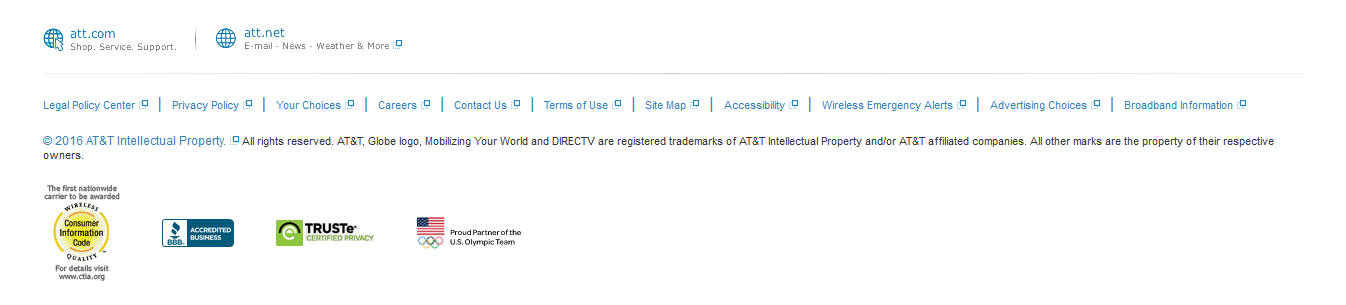 att.com
Shop. Service. Support.
att.net
E-mail - News - Weather & More
Legal Policy Center | Privacy Policy | Your Choices | Careers | Contact Us | Terms of Use | Site Map | Accessibility | Wireless Emergency Alerts | Advertising Choices | Broadband Information
© 2016 AT&T Intellectual Property. All rights reserved. AT&T, Globe logo, Mobilizing Your World and DIRECTV are registered trademarks of AT&T Intellectual Property and/or AT&T affiliated companies. All other marks are the property of their respective
owners.
The first nationwide
carrier to be awarded
WIRELESS
Consumer
Information
Code
QUALITY
For details visit
www.ctia.org
BBB.
ACCREDITED
BUSINESS
TRUSTe
CERTIFIED PRIVACY
Proud Partner of the
U.S. Olympic Team